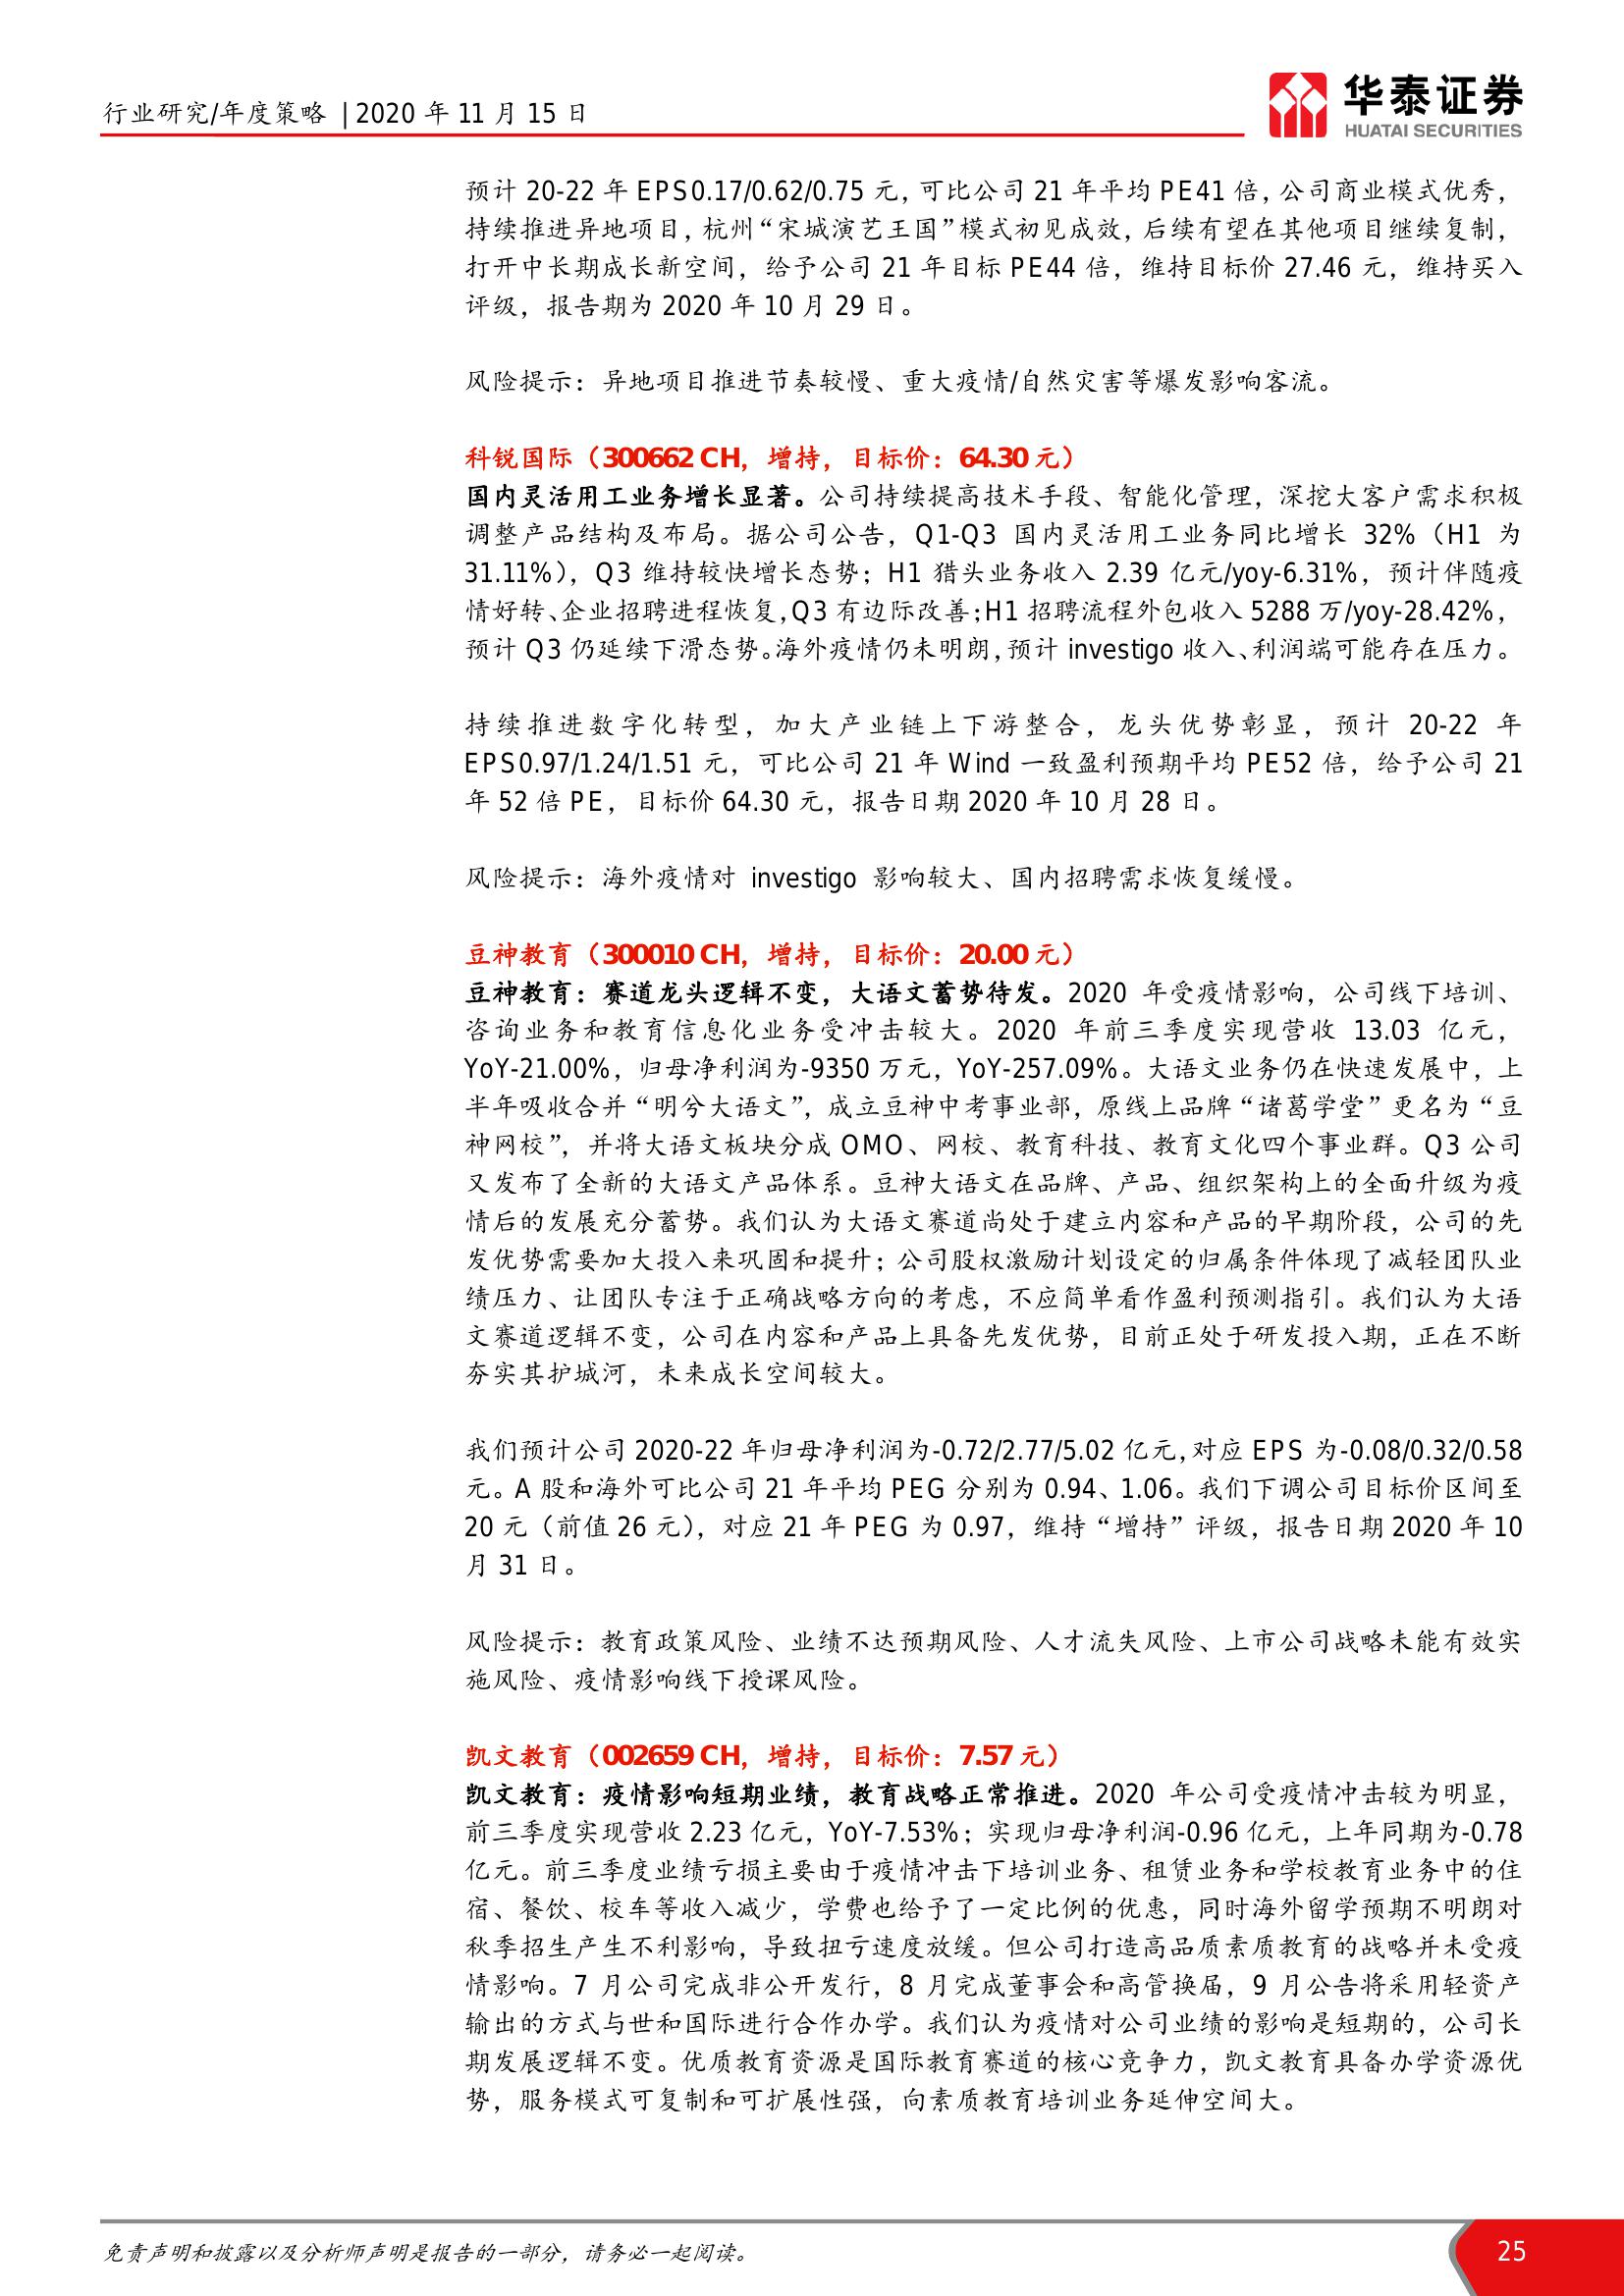 行业研究/年度策略 | 2020 年 11 月 15 日
华泰证券
HUATAI SECURITIES
预计 20-22 年 EPS0.17/0.62/0.75 元，可比公司 21 年平均 PE41 倍，公司商业模式优秀，
持续推进异地项目，杭州“宋城演艺王国”模式初见成效，后续有望在其他项目继续复制，
打开中长期成长新空间，给予公司 21 年目标 PE44 倍，维持目标价 27.46 元，维持买入
评级，报告期为 2020 年 10 月 29 日。
风险提示：异地项目推进节奏较慢、重大疫情/自然灾害等爆发影响客流。
科锐国际（300662 CH，增持，目标价：64.30 元）
国内灵活用工业务增长显著。公司持续提高技术手段、智能化管理，深挖大客户需求积极
调整产品结构及布局。据公司公告，Q1-Q3 国内灵活用工业务同比增长 32%（H1 为
31.11%），Q3 维持较快增长态势；H1 猎头业务收入 2.39 亿元/yoy-6.31%，预计伴随疫
情好转、企业招聘进程恢复，Q3 有边际改善；H1 招聘流程外包收入 5288 万/yoy-28.42%，
预计 Q3 仍延续下滑态势。海外疫情仍未明朗，预计 investigo 收入、利润端可能存在压力。
持续推进数字化转型，加大产业链上下游整合，龙头优势彰显，预计 20-22 年
EPS0.97/1.24/1.51 元，可比公司 21 年 Wind 一致盈利预期平均 PE52 倍，给予公司 21
年 52 倍 PE，目标价 64.30 元，报告日期 2020 年 10 月 28 日。
风险提示：海外疫情对 investigo 影响较大、国内招聘需求恢复缓慢。
豆神教育（300010 CH，增持，目标价：20.00 元）
豆神教育：赛道龙头逻辑不变，大语文蓄势待发。2020 年受疫情影响，公司线下培训、
咨询业务和教育信息化业务受冲击较大。2020 年前三季度实现营收 13.03 亿元，
YoY-21.00%，归母净利润为-9350 万元，YoY-257.09%。大语文业务仍在快速发展中，上
半年吸收合并“明兮大语文”，成立豆神中考事业部，原线上品牌“诸葛学堂”更名为“豆
神网校”，并将大语文板块分成 OMO、网校、教育科技、教育文化四个事业群。Q3 公司
又发布了全新的大语文产品体系。豆神大语文在品牌、产品、组织架构上的全面升级为疫
情后的发展充分蓄势。我们认为大语文赛道尚处于建立内容和产品的早期阶段，公司的先
发优势需要加大投入来巩固和提升；公司股权激励计划设定的归属条件体现了减轻团队业
绩压力、让团队专注于正确战略方向的考虑，不应简单看作盈利预测指引。我们认为大语
文赛道逻辑不变，公司在内容和产品上具备先发优势，目前正处于研发投入期，正在不断
夯实其护城河，未来成长空间较大。
我们预计公司 2020-22 年归母净利润为-0.72/2.77/5.02 亿元，对应 EPS 为-0.08/0.32/0.58
元。A 股和海外可比公司 21 年平均 PEG 分别为 0.94、1.06。我们下调公司目标价区间至
20 元（前值 26 元），对应 21 年 PEG 为 0.97，维持“增持”评级，报告日期 2020 年 10
月 31 日。
风险提示：教育政策风险、业绩不达预期风险、人才流失风险、上市公司战略未能有效实
施风险、疫情影响线下授课风险。
凯文教育（002659 CH，增持，目标价：7.57 元）
凯文教育：疫情影响短期业绩，教育战略正常推进。2020 年公司受疫情冲击较为明显，
前三季度实现营收 2.23 亿元，YoY-7.53%；实现归母净利润-0.96 亿元，上年同期为-0.78
亿元。前三季度业绩亏损主要由于疫情冲击下培训业务、租赁业务和学校教育业务中的住
宿、餐饮、校车等收入减少，学费也给予了一定比例的优惠，同时海外留学预期不明朗对
秋季招生产生不利影响，导致扭亏速度放缓。但公司打造高品质素质教育的战略并未受疫
情影响。7 月公司完成非公开发行，8 月完成董事会和高管换届，9 月公告将采用轻资产
输出的方式与世和国际进行合作办学。我们认为疫情对公司业绩的影响是短期的，公司长
期发展逻辑不变。优质教育资源是国际教育赛道的核心竞争力，凯文教育具备办学资源优
势，服务模式可复制和可扩展性强，向素质教育培训业务延伸空间大。
免责声明和披露以及分析师声明是报告的一部分，请务必一起阅读。
25